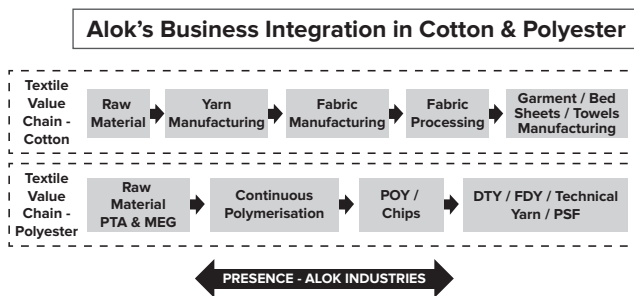 Alok's Business Integration in Cotton & Polyester
Textile
Value
Chain -
Cotton
Raw
Material
Yarn
Manufacturing
Fabric
Manufacturing
Fabric
Processing
Garment / Bed
Sheets / Towels
Manufacturing
Textile
Value
Chain -
Polyester
Raw
Material
PTA & MEG
Continuous
Polymerisation
POY /
Chips
DTY / FDY / Technical
Yarn / PSF
PRESENCE - ALOK INDUSTRIES